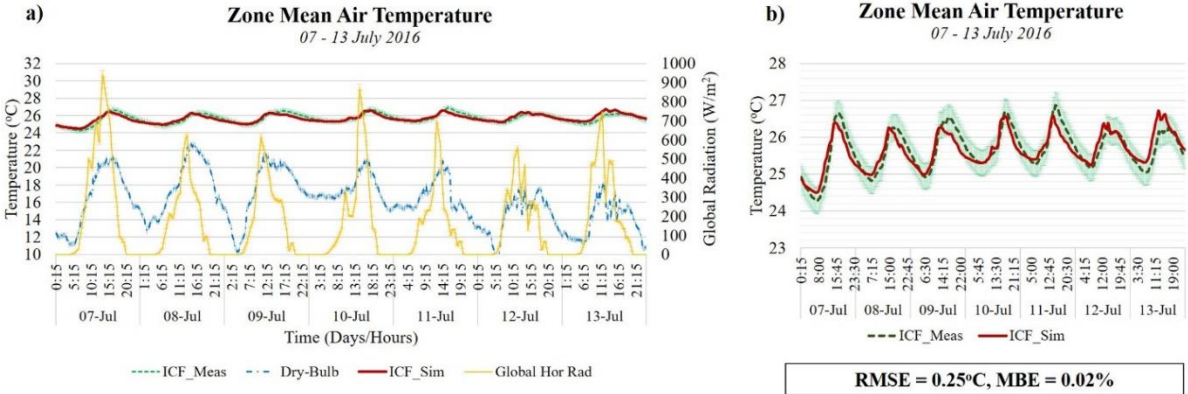 a)
Zone Mean Air Temperature
07 - 13 July 2016
Temperature (°C)
32
30
28
26
24
22
20
18
16
14
12
10
Global Radiation (W/m²)
1000
900
800
700
600
500
400
300
200
100
0
0:15 5:15 10:15 15:15 20:15 1:15 6:15 11:15 16:15 21:15 2:15 7:15 12:15 17:15 22:15 3:15 8:15 13:15 18:15 23:15 4:15 9:15 14:15 19:15 0:15 5:15 10:15 15:15 20:15 1:15 6:15 11:15 16:15 21:15
07-Jul 08-Jul 09-Jul 10-Jul 11-Jul 12-Jul 13-Jul
Time (Days/Hours)
ICF_Meas Dry-Bulb ICF_Sim Global Hor Rad
b)
Zone Mean Air Temperature
07 - 13 July 2016
Temperature (°C)
28
27
26
25
24
23
0:15 8:00 15:45 23:30 7:15 15:00 22:45 6:30 14:15 22:00 5:45 13:30 21:15 5:00 12:45 20:30 4:15 12:00 19:45 3:30 11:15 19:00
07-Jul 08-Jul 09-Jul 10-Jul 11-Jul 12-Jul 13-Jul
ICF_Meas ICF_Sim
RMSE = 0.25°C, MBE = 0.02%